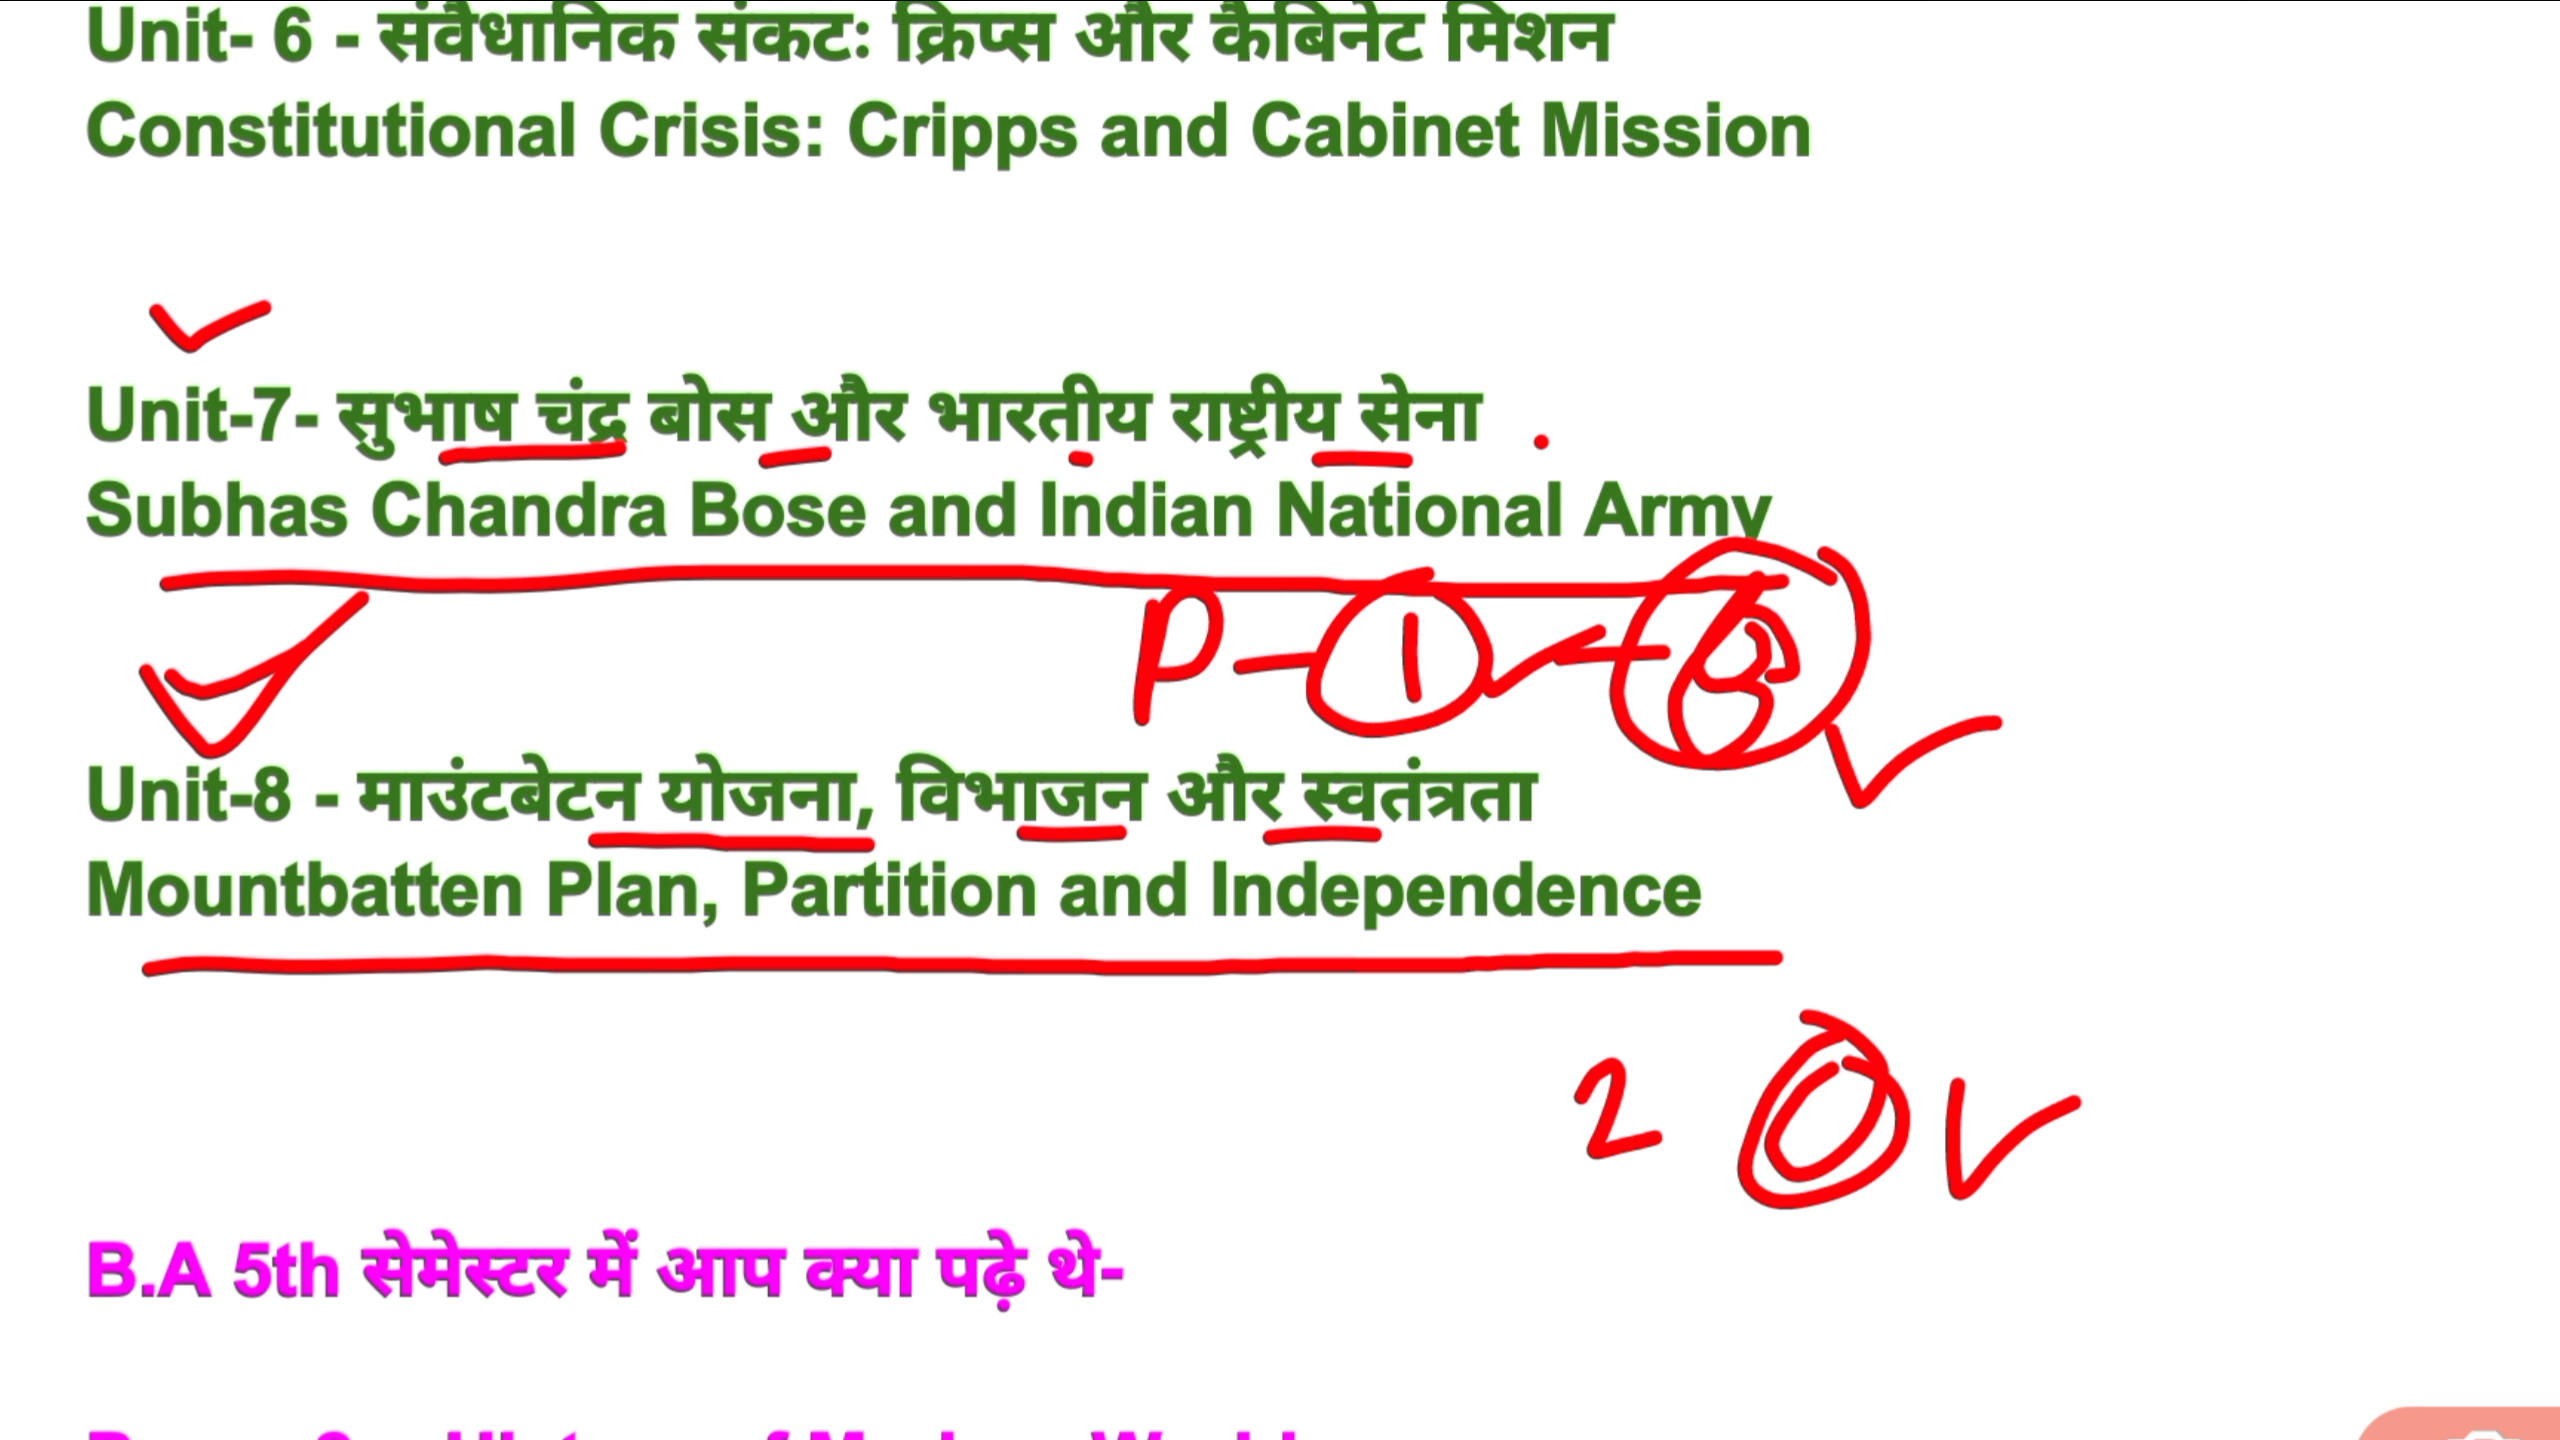 Unit- 6 - संवैधानिक संकटः क्रिप्स और कैबिनेट मिशन
Constitutional Crisis: Cripps and Cabinet Mission
Unit-7- सुभाष चंद्र बोस और भारतीय राष्ट्रीय सेना
Subhas Chandra Bose and Indian National Army
P-1
Unit-8 - माउंटबेटन योजना, विभाजन और स्वतंत्रता
Mountbatten Plan, Partition and Independence
2
B.A 5th सेमेस्टर में आप क्या पढ़े थे-